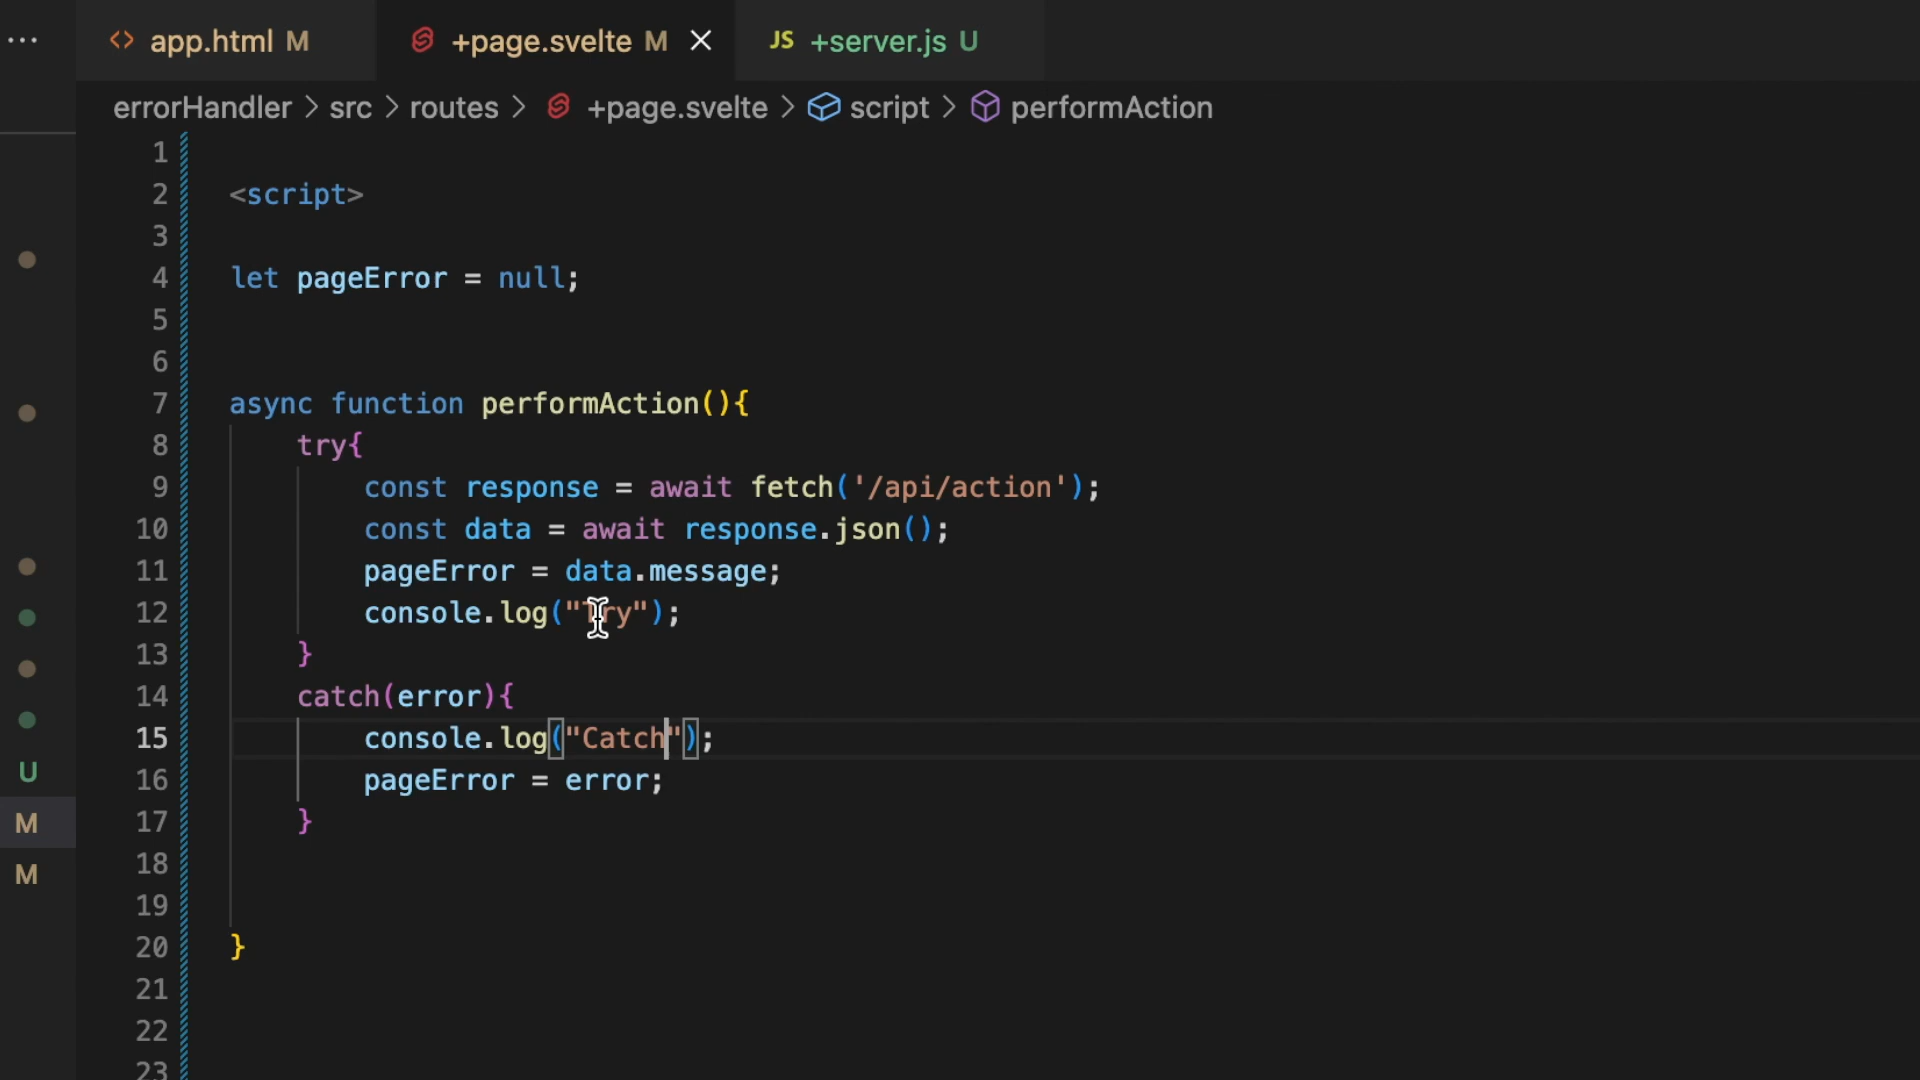 ... app.html M +page.svelte M JS +server.js U
errorHandler > src > routes > +page.svelte > script > performAction
1
2 <script>
3
4 let pageError = null;
5
6
7 async function performAction(){
8 try{
9 const response = await fetch('/api/action');
10 const data = await response.json();
11 pageError = data.message;
12 console.log("Try");
13 }
14 catch(error){
15 console.log("Catch");
16 pageError = error;
U
17 }
M
18
M
19
20 }
21
22
23